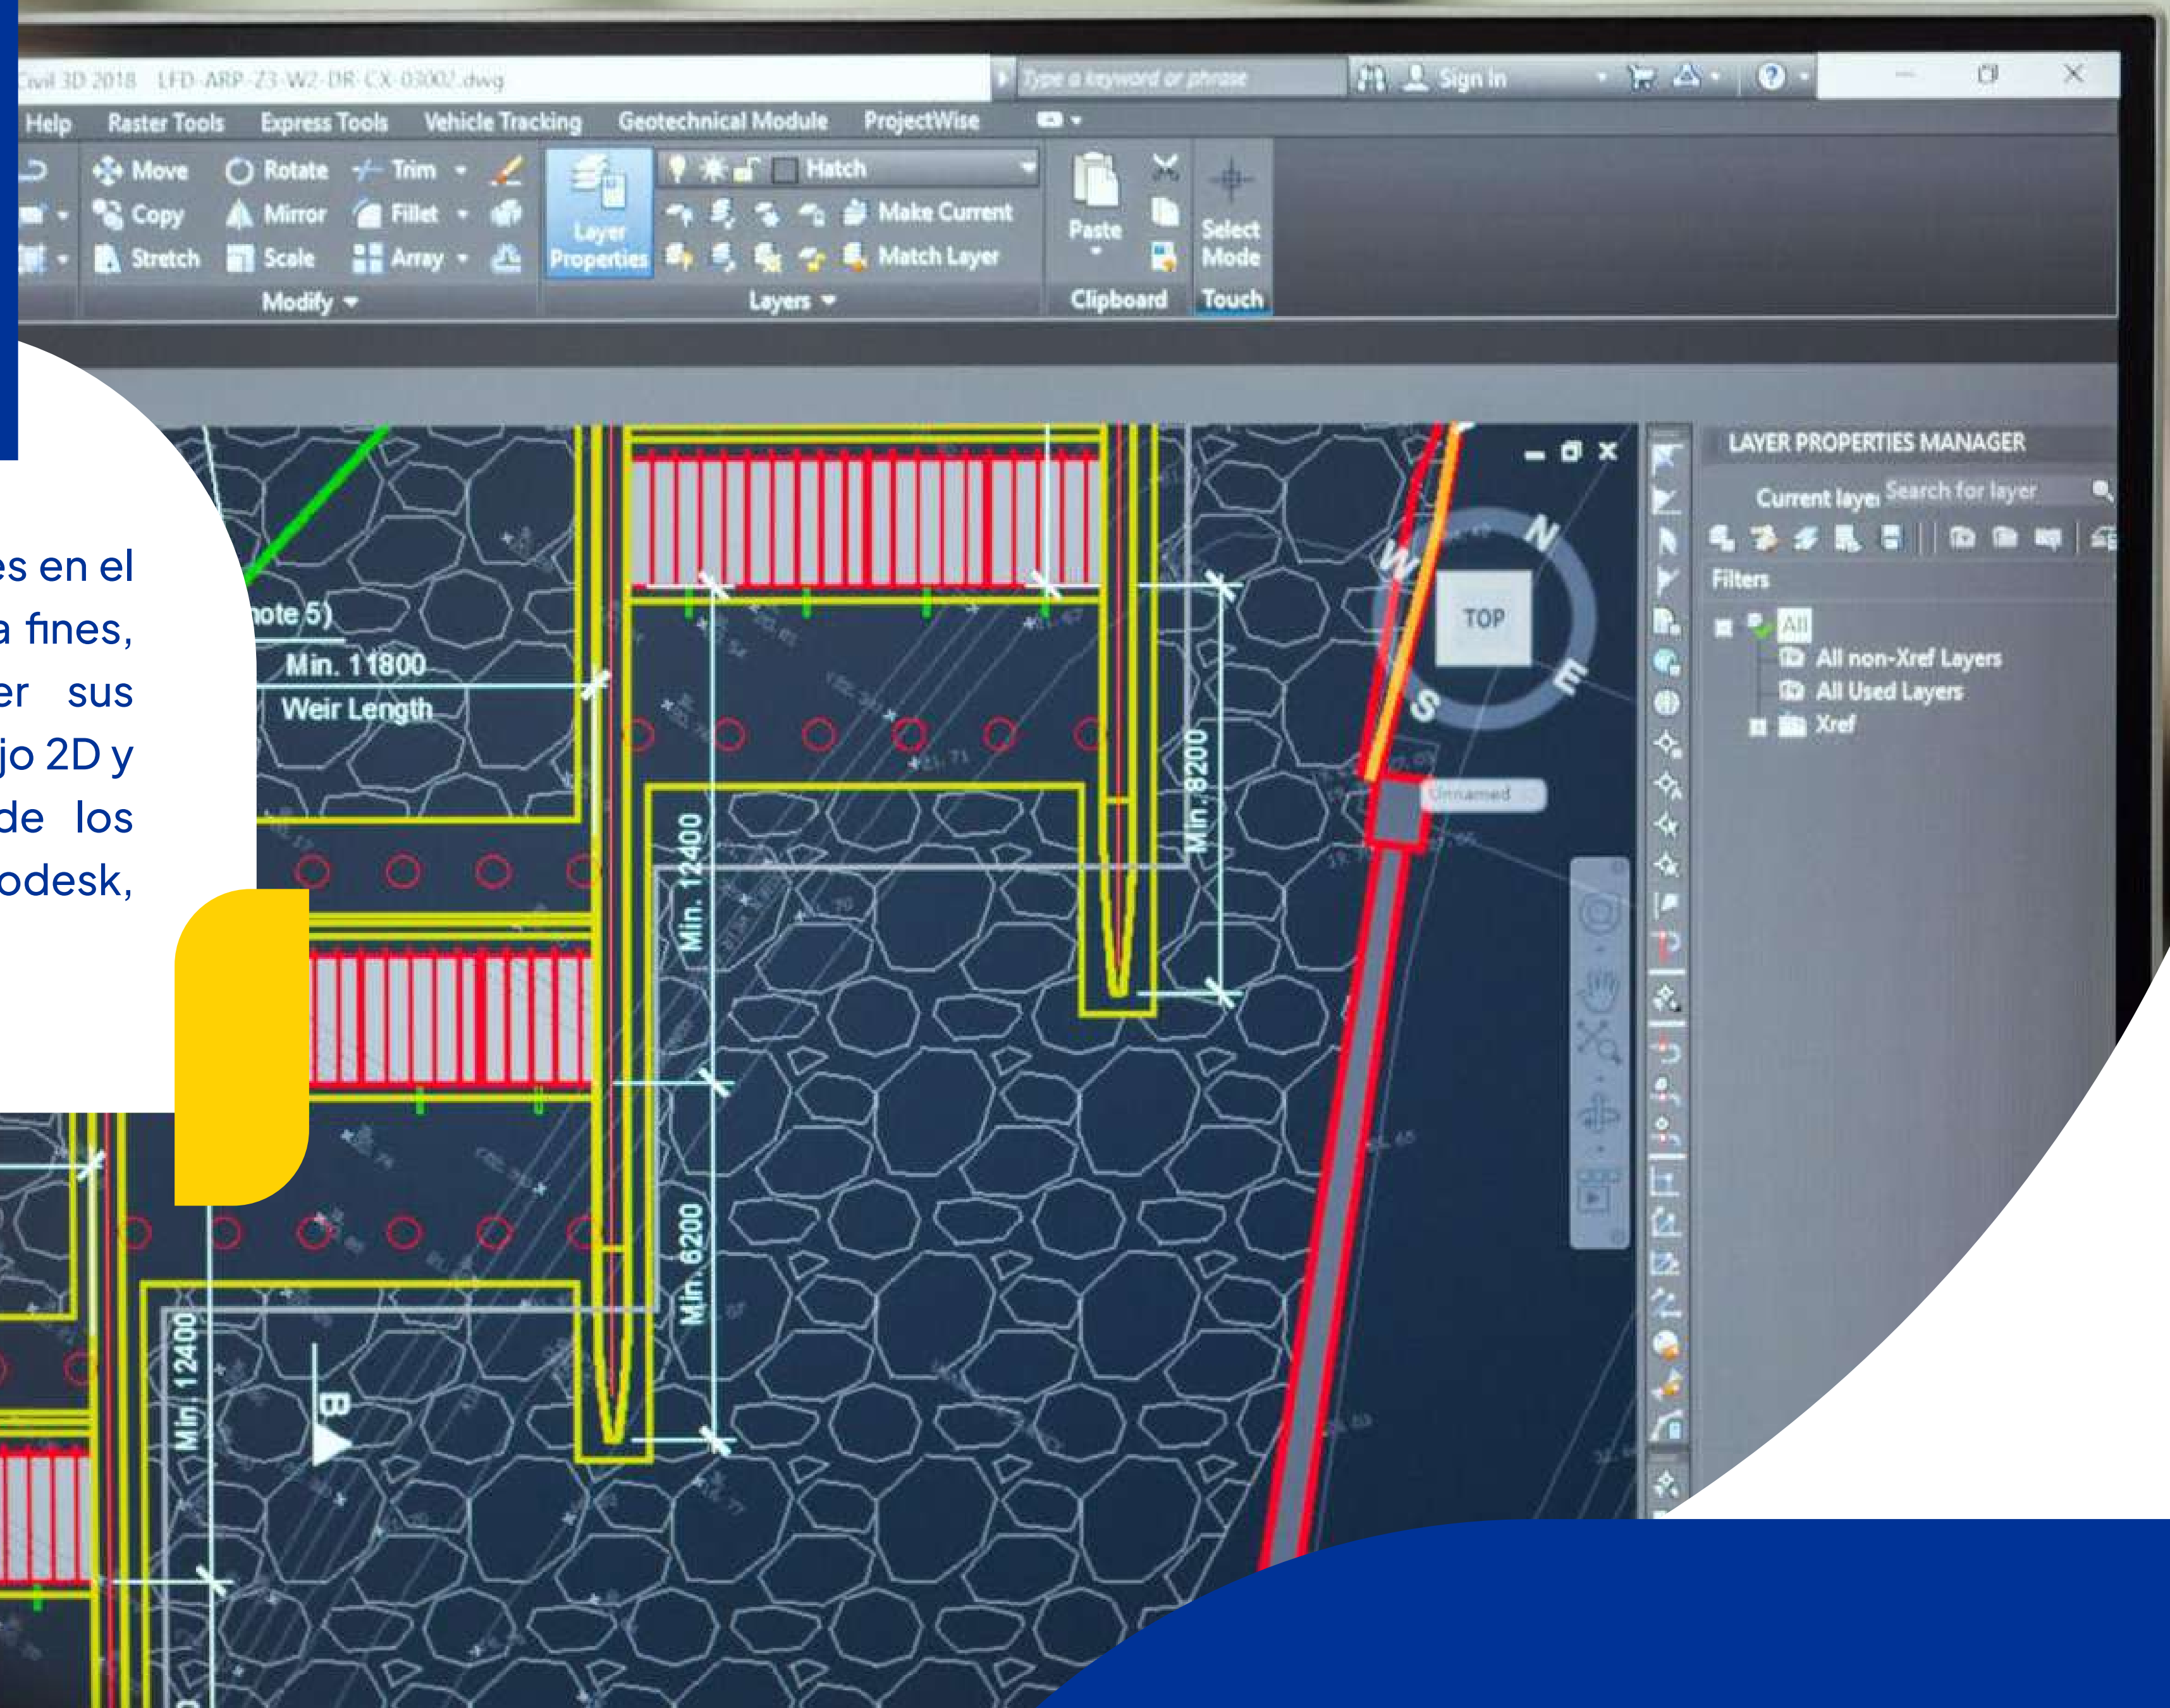 Civil 3D 2018 LFD-ARP-Z3-W2-DR-CX-03002.dwg
Type a keyword or phrase
Sign In
Help Raster Tools Express Tools Vehicle Tracking Geotechnical Module ProjectWise
Move Rotate Trim
Copy Mirror Fillet
Stretch Scale Array
Modify
Layer
Properties
Hatch
Make Current
Match Layer
Layers
Paste
Clipboard
Select
Mode
Touch
es en el
a fines,
er sus
jo 2D y
de los
odesk,
note 5)
Min. 11800
Weir Length
Min. 12400
Min. 8200
Min. 6200
Min. 12400
B
N
W
E
S
TOP
Unnamed
LAYER PROPERTIES MANAGER
Current layer
Search for layer
Filters
All
All non-Xref Layers
All Used Layers
Xref